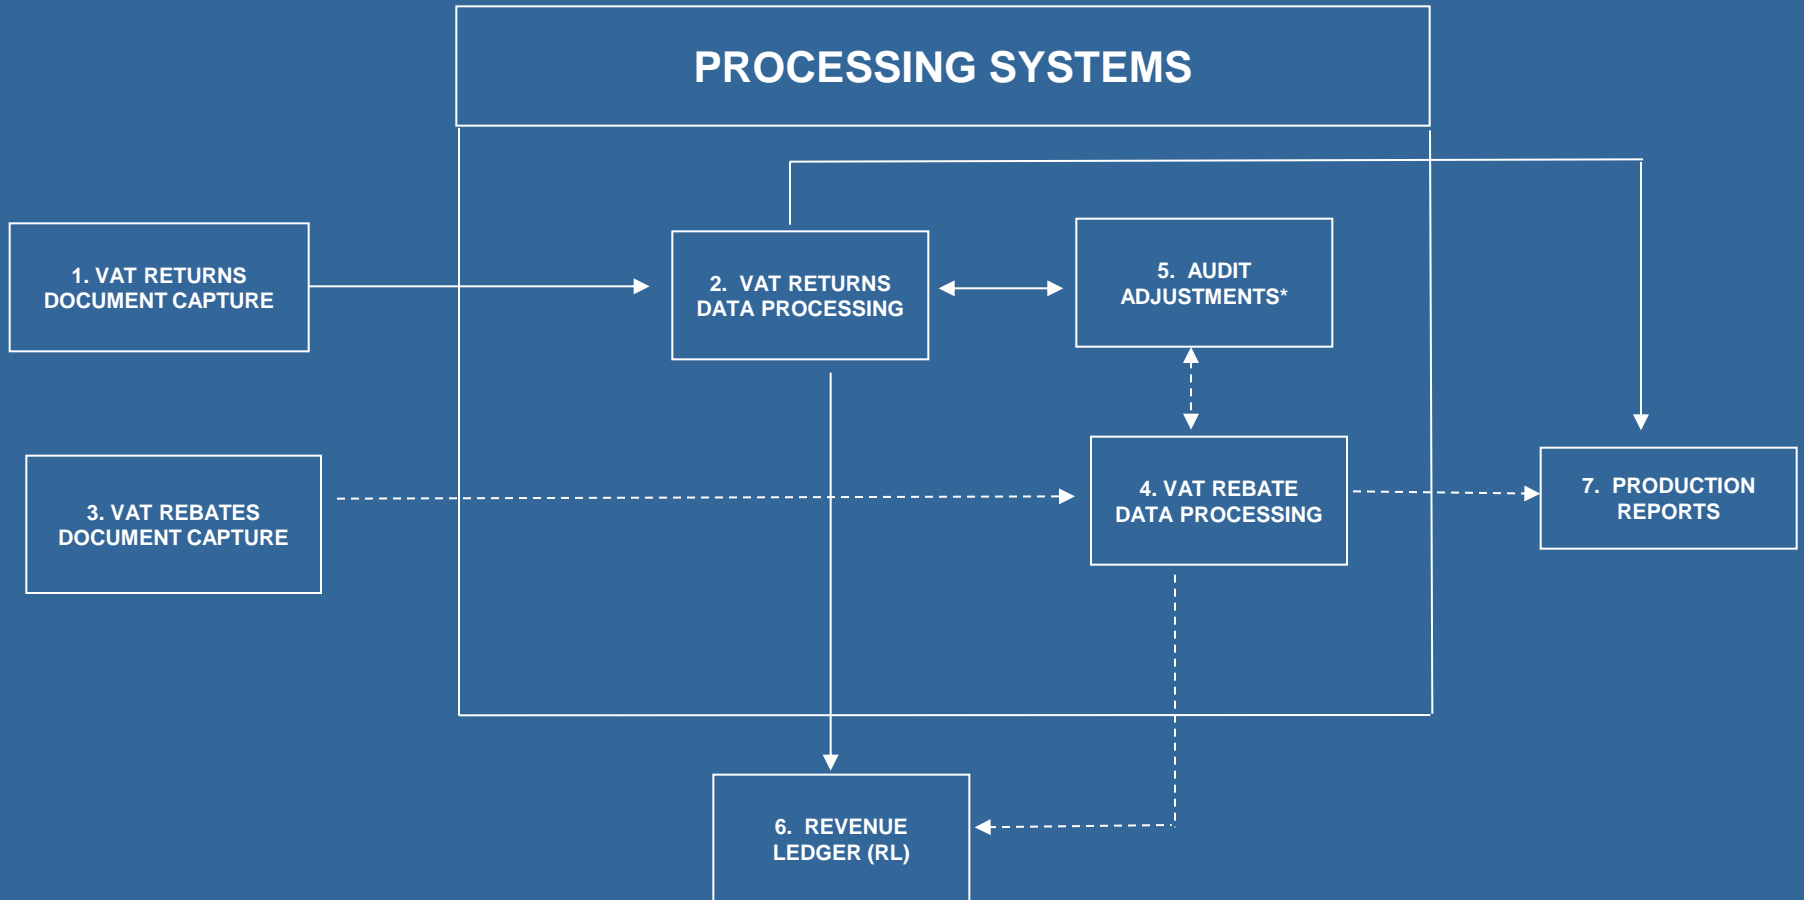 PROCESSING SYSTEMS
1. VAT RETURNS
DOCUMENT CAPTURE
2. VAT RETURNS
DATA PROCESSING
5. AUDIT
ADJUSTMENTS*
3. VAT REBATES
DOCUMENT CAPTURE
4. VAT REBATE
DATA PROCESSING
7. PRODUCTION
REPORTS
6. REVENUE
LEDGER (RL)